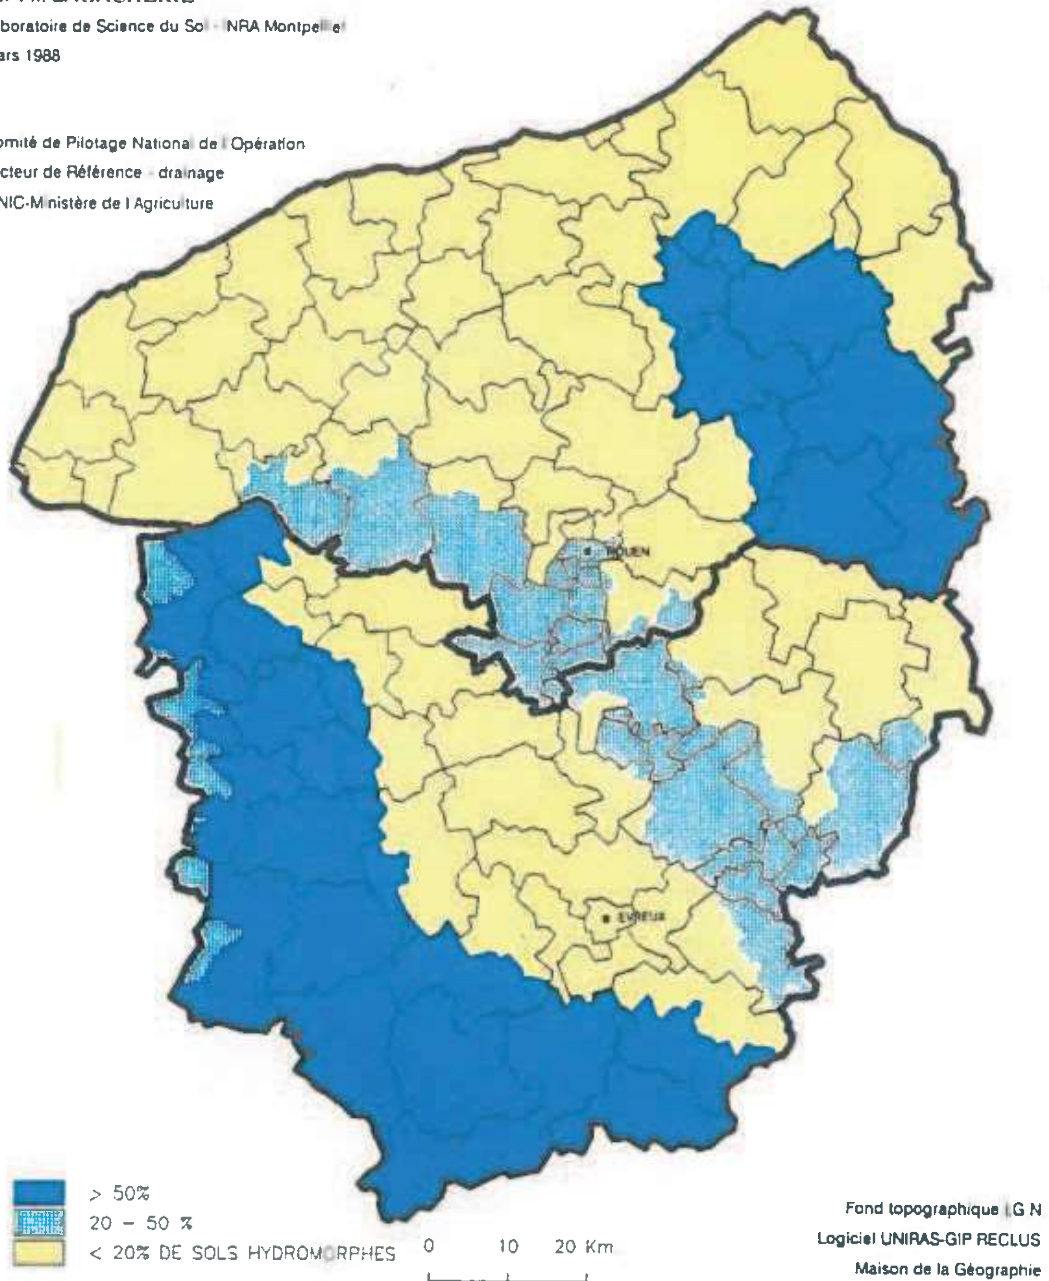 boratoire de Science du Sol - INRA Montpellier
ars 1988
omité de Pilotage National de l Opération
cteur de Référence - drainage
NIC-Ministère de l Agriculture
ROUEN
EVREUX
> 50%
20 - 50 %
< 20% DE SOLS HYDROMORPHES
0 10 20 Km
Fond topographique I G N
Logiciel UNIRAS-GIP RECLUS
Maison de la Géographie